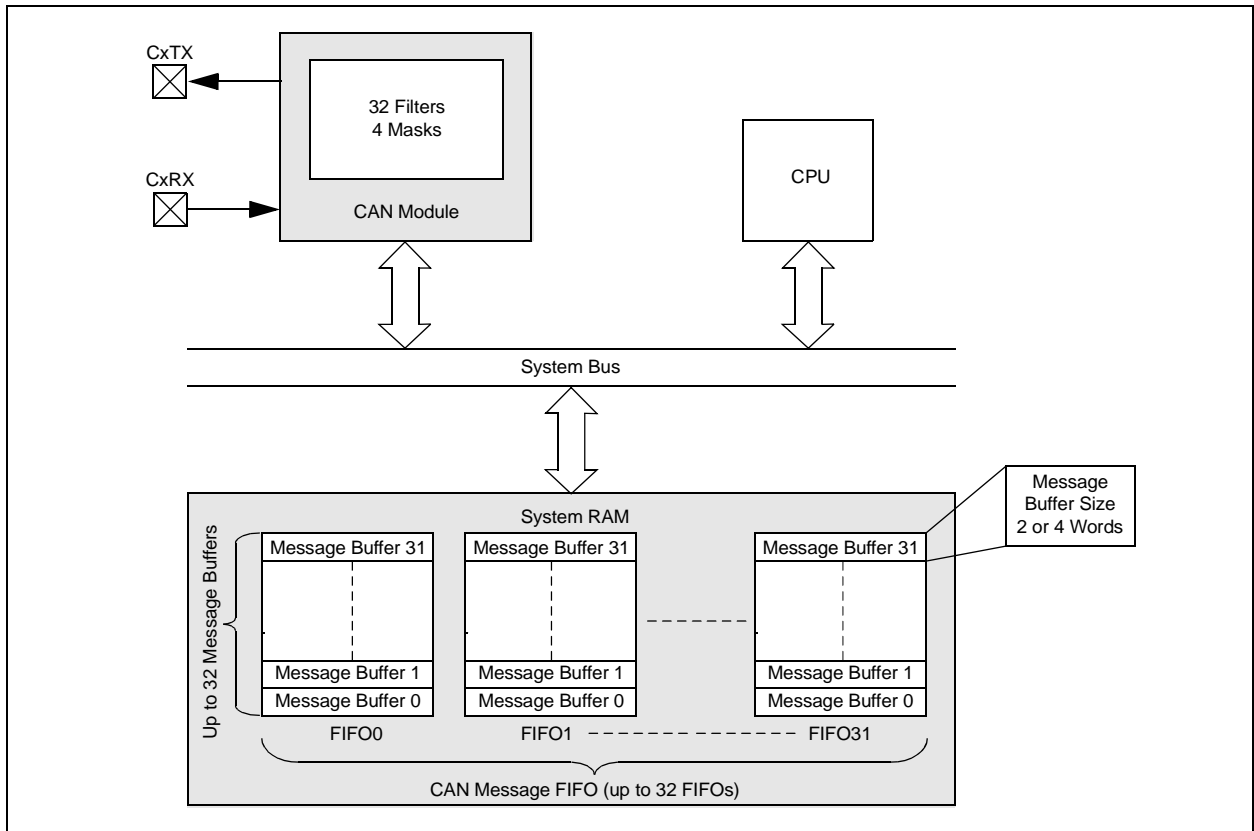 CxTX
32 Filters
4 Masks
CxRX
CAN Module
CPU
System Bus
Message
Buffer Size
2 or 4 Words
System RAM
Up to 32 Message Buffers
Message Buffer 31
Message Buffer 31
Message Buffer 31
Message Buffer 1
Message Buffer 1
Message Buffer 1
Message Buffer 0
Message Buffer 0
Message Buffer 0
FIFO0
FIFO1
FIFO31
CAN Message FIFO (up to 32 FIFOs)